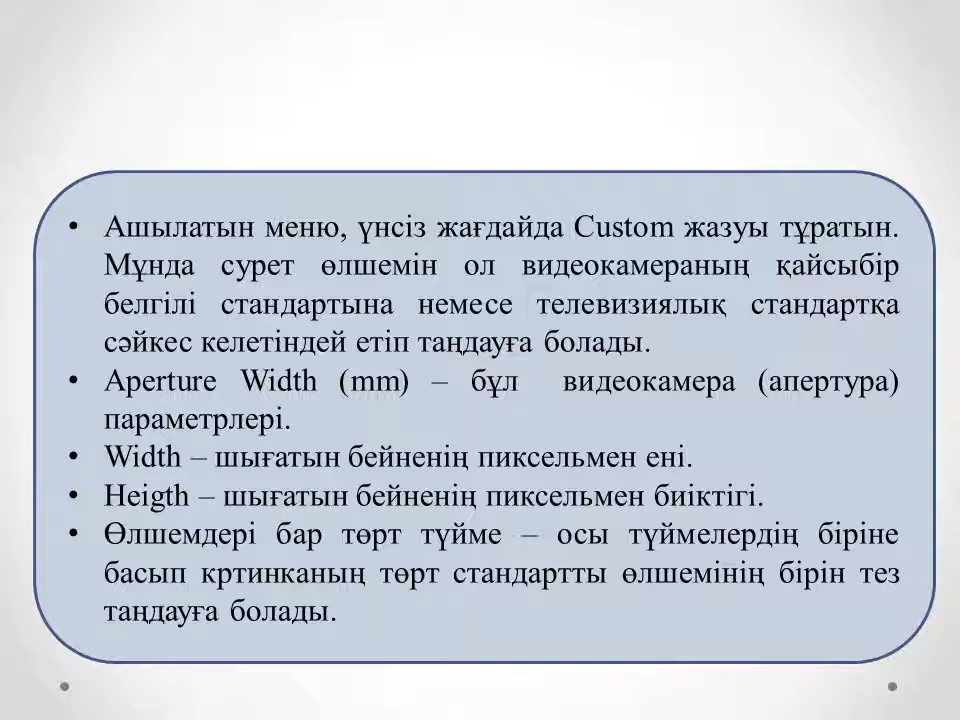 • Ашылатын меню, үнсіз жағдайда Custom жазуы тұратын.
Мұнда сурет өлшемін ол видеокамераның қайсыбір
белгілі стандартына немесе телевизиялық стандартқа
сәйкес келетіндей етіп таңдауға болады.
• Aperture Width (mm) – бұл видеокамера (апертура)
параметрлері.
• Width – шығатын бейненің пиксельмен ені.
• Heigth – шығатын бейненің пиксельмен биіктігі.
• Өлшемдері бар төрт түйме – осы түймелердің біріне
басып кртинканың төрт стандартты өлшемінің бірін тез
таңдауға болады.